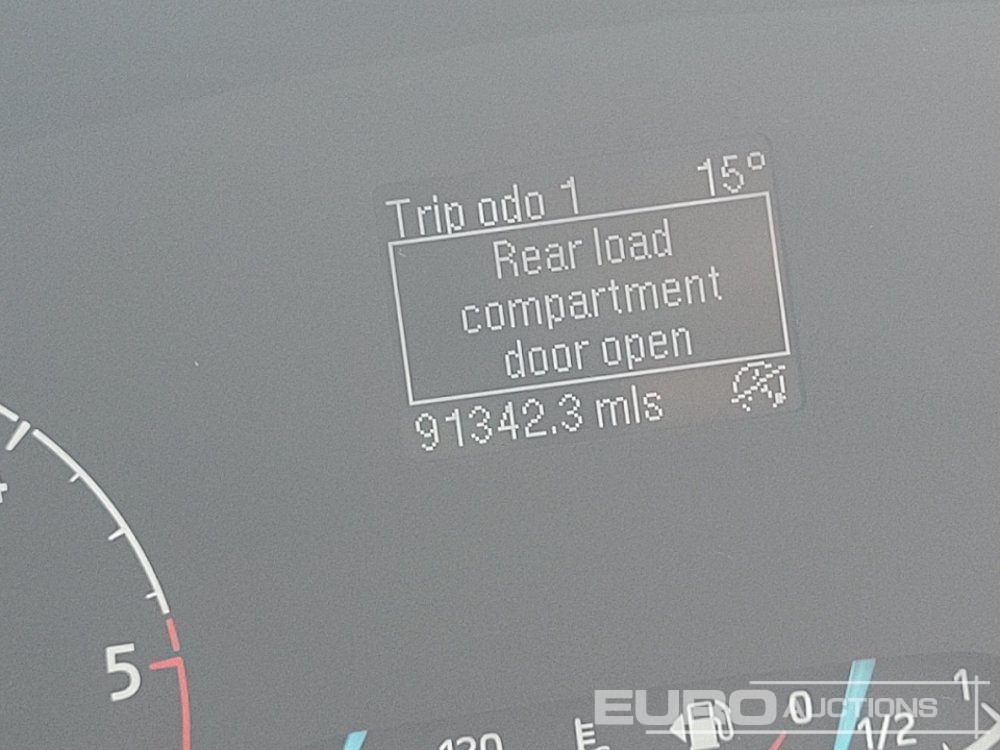 Trip odo 1 15°
Rear load
compartment
door open
91342.3 mls
5
120
0 1/2 1
EURO AUCTIONS